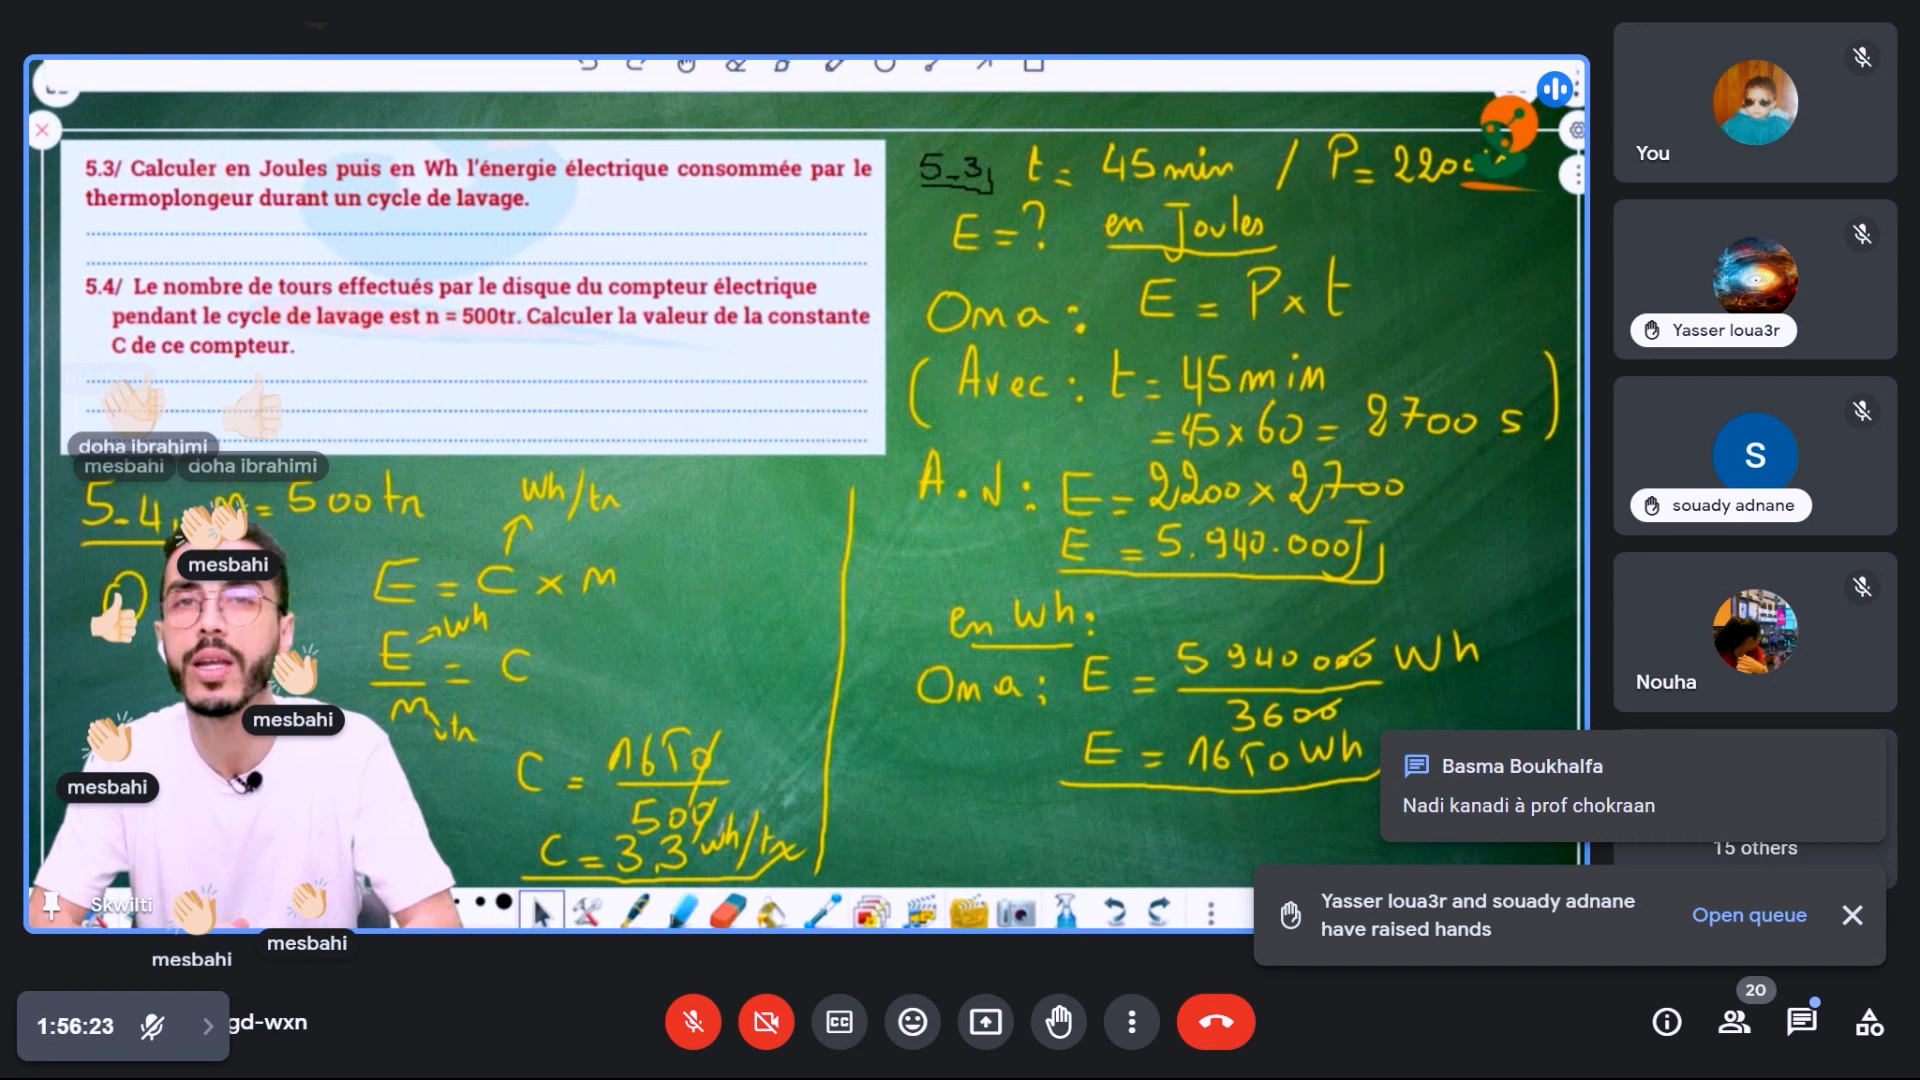 5.3/ Calculer en Joules puis en Wh l'énergie électrique consommée par le
thermoplongeur durant un cycle de lavage.
5.4/ Le nombre de tours effectués par le disque du compteur électrique
pendant le cycle de lavage est n = 500tr. Calculer la valeur de la constante
C de ce compteur.
doha ibrahimi
mesbahi
doha ibrahimi
5-4, n = 500tr
Wh/tr
mesbahi
E = C x n
E → wh
n tr
= C
mesbahi
mesbahi
C = 1650
500
C = 3,3 wh/tr
Skwilti
mesbahi
mesbahi
5-3, t = 45 min / P = 220
E = ? en Joules
On a : E = P x t
( Avec : t = 45 min
= 45 x 60 = 2700 s )
A.N : E = 2200 x 2700
E = 5.940.000J
en Wh :
On a : E = 5 940 000 Wh
3600
E = 1650 Wh
You
Yasser loua3r
S
souady adnane
Nouha
Basma Boukhalfa
Nadi kanadi à prof chokraan
15 others
Yasser loua3r and souady adnane
have raised hands
Open queue
1:56:23
gd-wxn
CC
20